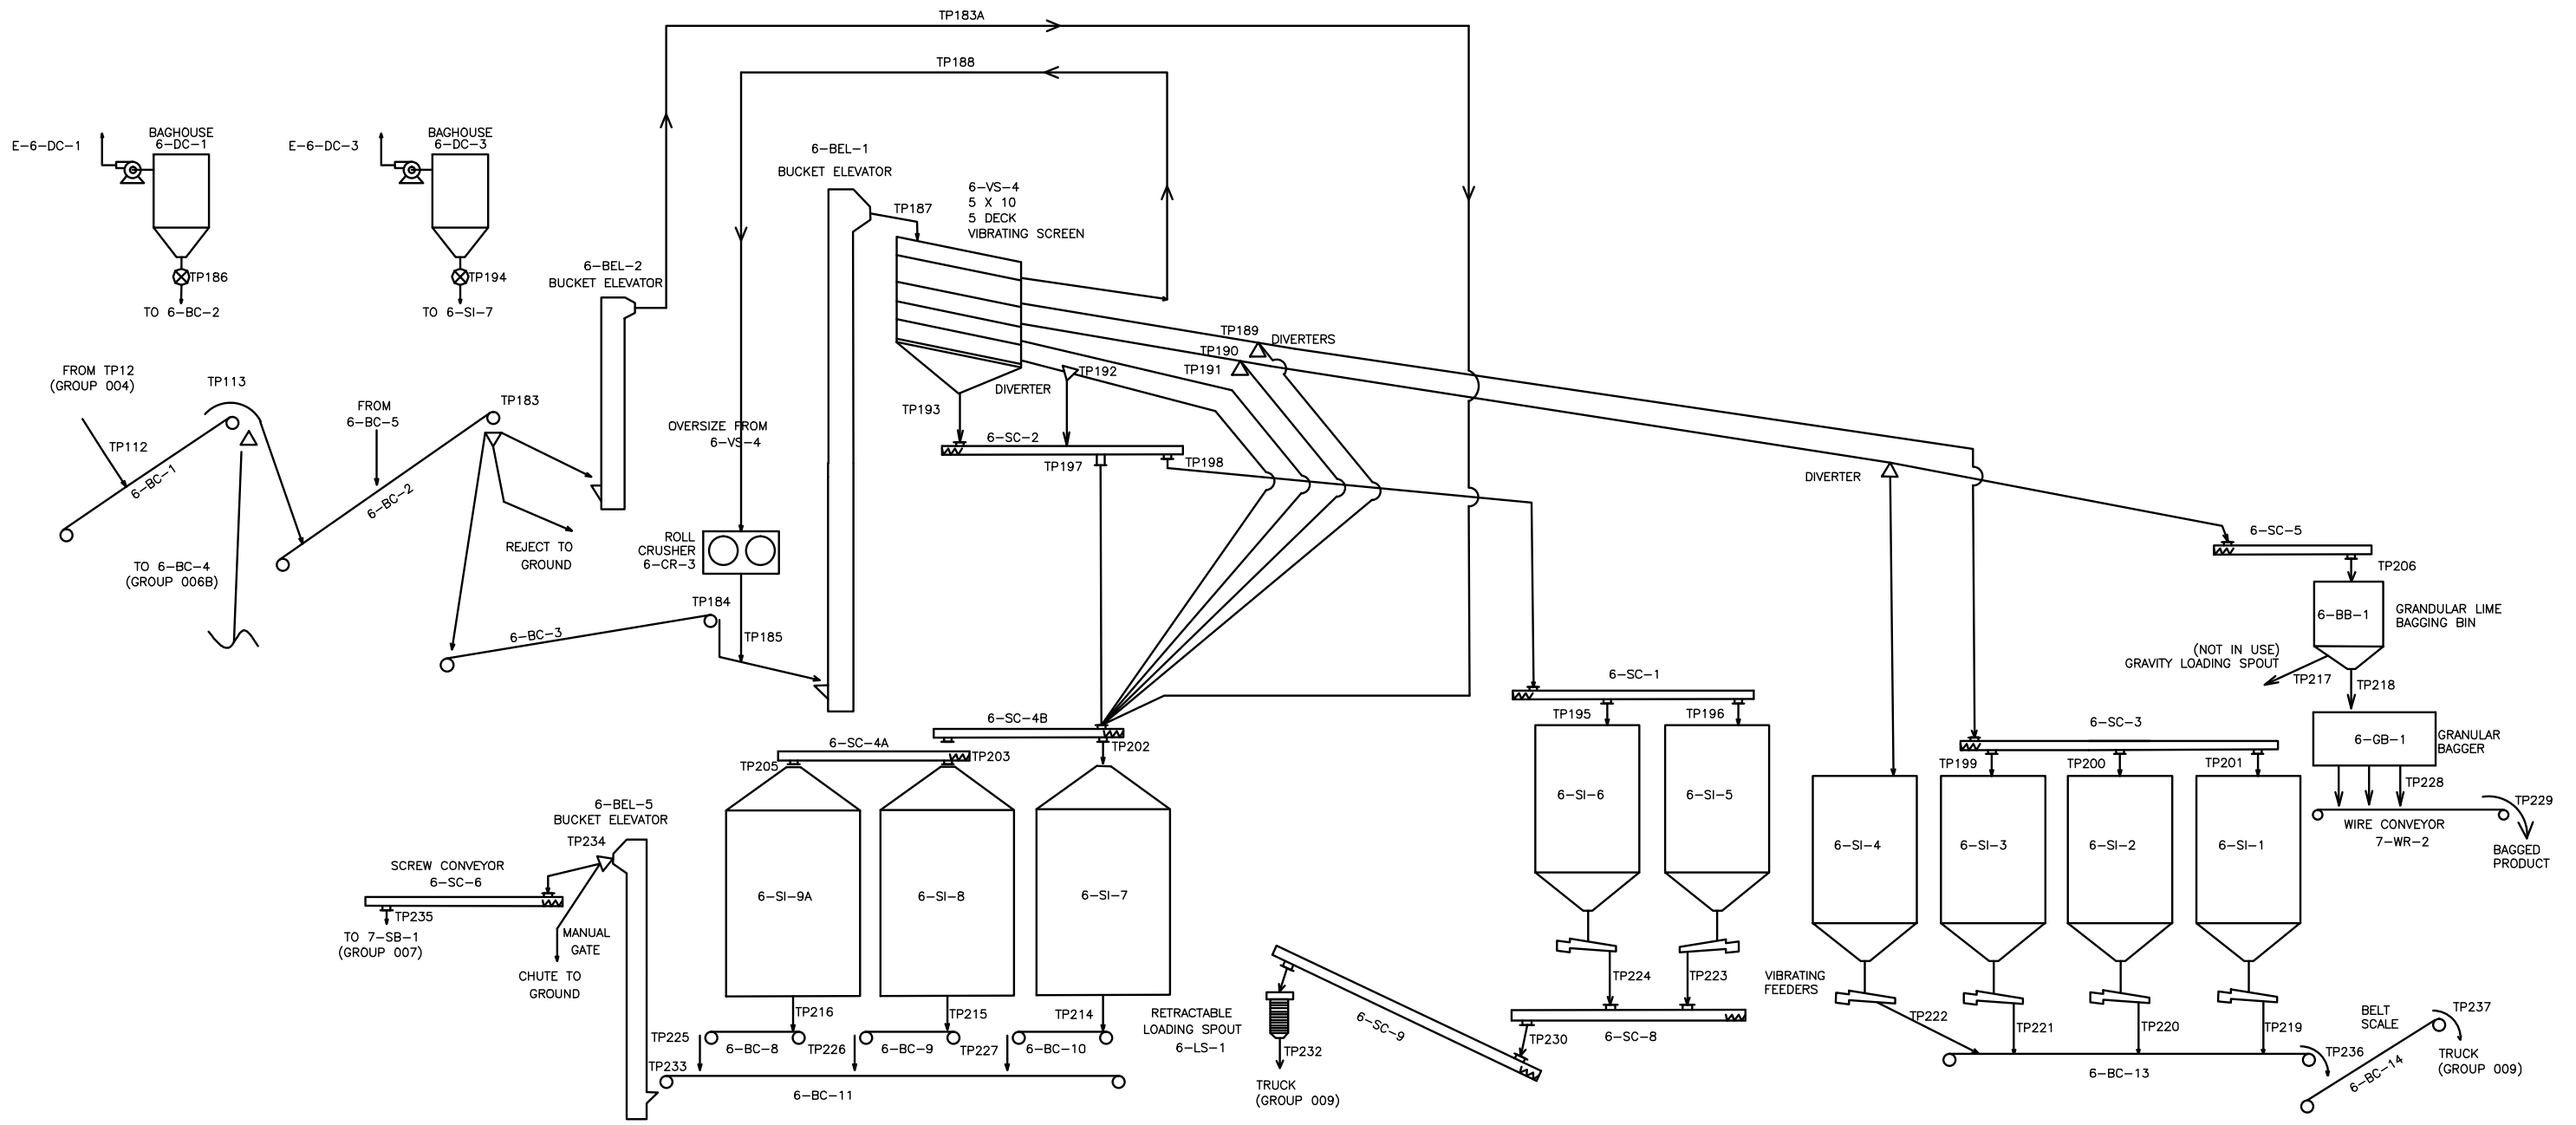 TP183A
TP188
E-6-DC-1
BAGHOUSE
6-DC-1
TP186
TO 6-BC-2
E-6-DC-3
BAGHOUSE
6-DC-3
TP194
TO 6-SI-7
6-BEL-2
BUCKET ELEVATOR
6-BEL-1
BUCKET ELEVATOR
TP187
6-VS-4
5 X 10
5 DECK
VIBRATING SCREEN
TP189
DIVERTERS
TP190
TP191
TP192
DIVERTER
TP193
FROM TP12
(GROUP 004)
TP113
TP112
6-BC-1
FROM
6-BC-5
TP183
6-BC-2
OVERSIZE FROM
6-VS-4
6-SC-2
TP197
TP198
DIVERTER
6-SC-5
TP206
TO 6-BC-4
(GROUP 006B)
REJECT TO
GROUND
ROLL
CRUSHER
6-CR-3
TP184
TP185
6-BC-3
6-BB-1
GRANDULAR LIME
BAGGING BIN
(NOT IN USE)
GRAVITY LOADING SPOUT
TP217
TP218
6-SC-1
TP195
TP196
6-SC-3
TP199
TP200
TP201
6-GB-1
GRANULAR
BAGGER
TP228
TP229
WIRE CONVEYOR
7-WR-2
BAGGED
PRODUCT
6-SC-4B
6-SC-4A
TP202
TP203
TP205
6-BEL-5
BUCKET ELEVATOR
TP234
SCREW CONVEYOR
6-SC-6
TP235
TO 7-SB-1
(GROUP 007)
MANUAL
GATE
CHUTE TO
GROUND
6-SI-9A
6-SI-8
6-SI-7
6-SI-6
6-SI-5
6-SI-4
6-SI-3
6-SI-2
6-SI-1
TP216
TP215
TP214
TP225
6-BC-8
TP226
6-BC-9
TP227
6-BC-10
TP233
6-BC-11
RETRACTABLE
LOADING SPOUT
6-LS-1
TP232
TRUCK
(GROUP 009)
6-SC-9
TP224
TP223
TP230
6-SC-8
VIBRATING
FEEDERS
TP222
TP221
TP220
TP219
6-BC-13
TP236
BELT
SCALE
TP237
6-BC-14
TRUCK
(GROUP 009)